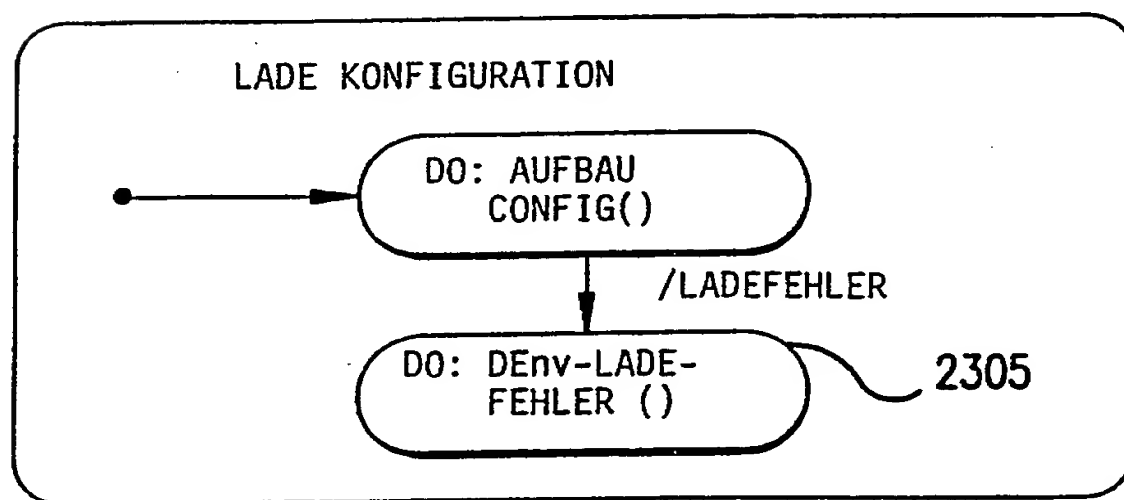 LADE KONFIGURATION
DO: AUFBAU
CONFIG()
/LADEFEHLER
DO: DEnv-LADE-
FEHLER ()
2305